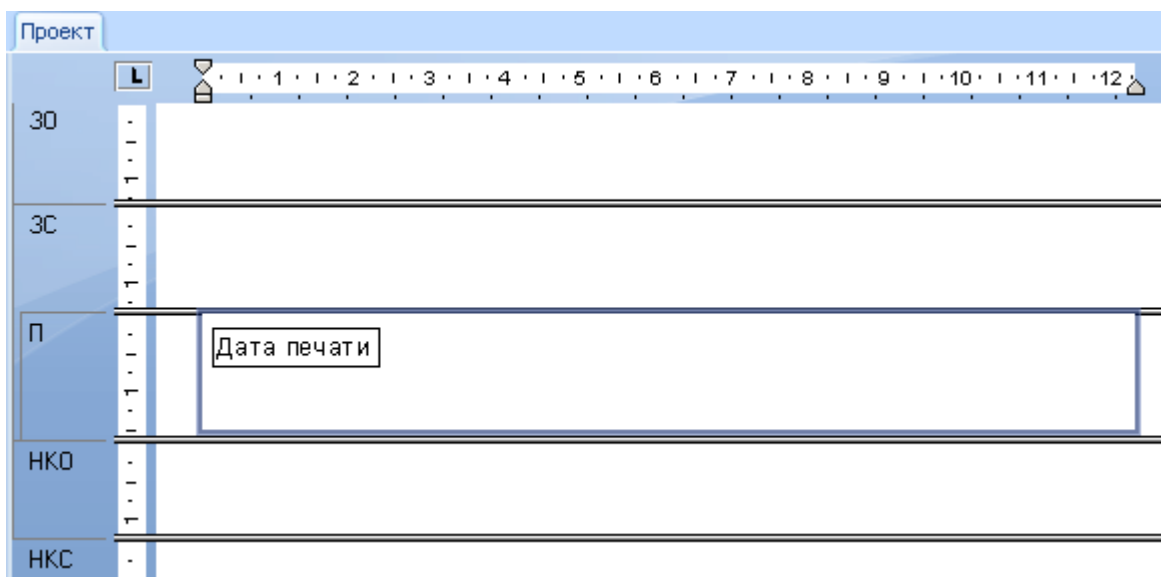 Проект
L 1 2 3 4 5 6 7 8 9 10 11 12
ЗО
ЗС
П
Дата печати
НКО
НКС